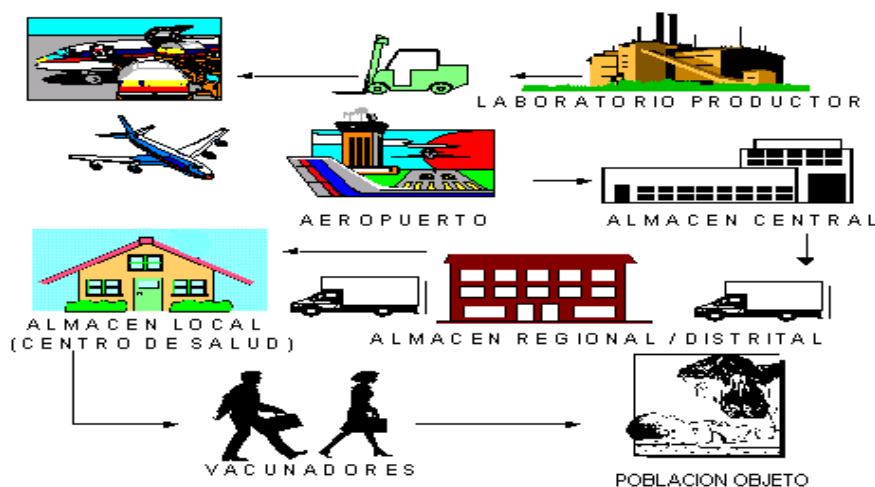 LABORATORIO PRODUCTOR
AEROPUERTO
ALMACEN CENTRAL
ALMACEN LOCAL
(CENTRO DE SALUD)
ALMACEN REGIONAL / DISTRITAL
VACUNADORES
POBLACION OBJETO